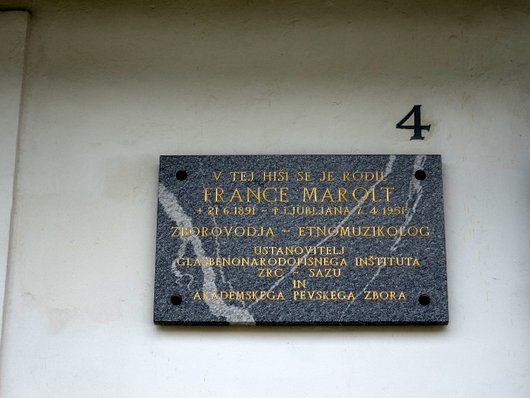 4
V TEJ HIŠI SE JE RODIL
FRANCE MAROLT
+ 21 6 1891 - † LJUBLJANA 7. 4 1951
ZBOROVODJA - ETNOMUZIKOLOG
USTANOVITELJ
GLASBENONARODOPISNEGA INŠTITUTA
ZRC - SAZU
IN
AKADEMSKEGA PEVSKEGA ZBORA